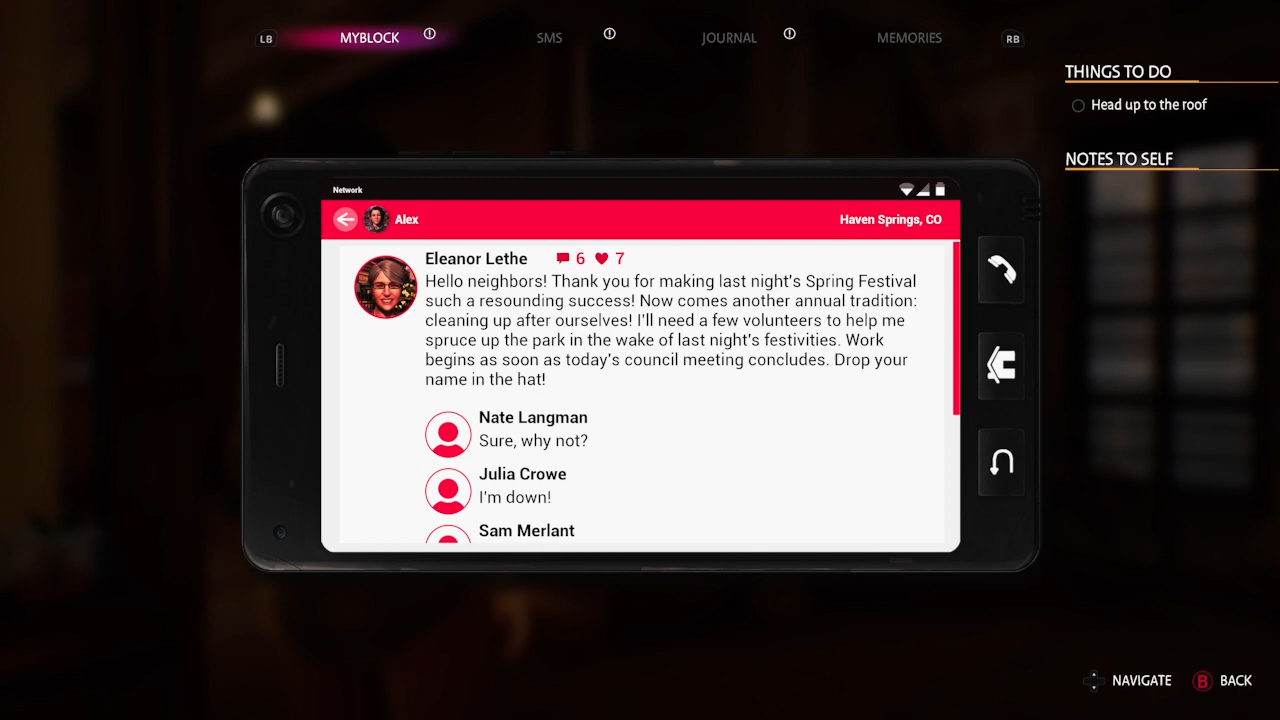 LB
MYBLOCK
SMS
JOURNAL
MEMORIES
RB
THINGS TO DO
Head up to the roof
NOTES TO SELF
Network
Alex
Haven Springs, CO
Eleanor Lethe 6 7
Hello neighbors! Thank you for making last night's Spring Festival
such a resounding success! Now comes another annual tradition:
cleaning up after ourselves! I'll need a few volunteers to help me
spruce up the park in the wake of last night's festivities. Work
begins as soon as today's council meeting concludes. Drop your
name in the hat!
Nate Langman
Sure, why not?
Julia Crowe
I'm down!
Sam Merlant
NAVIGATE
B BACK